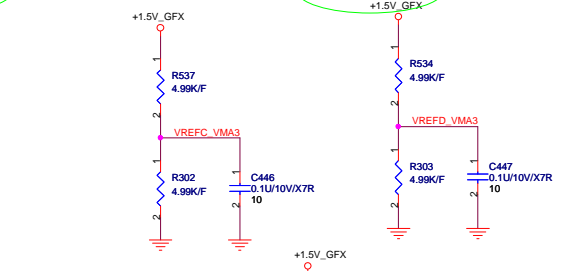 +1.5V_GFX
1
R537
4.99K/F
2
VREFC_VMA3
1
R302
4.99K/F
2
1
C446
0.1U/10V/X7R
10
2
+1.5V_GFX
1
R534
4.99K/F
2
VREFD_VMA3
1
R303
4.99K/F
2
1
C447
0.1U/10V/X7R
10
2
+1.5V_GFX